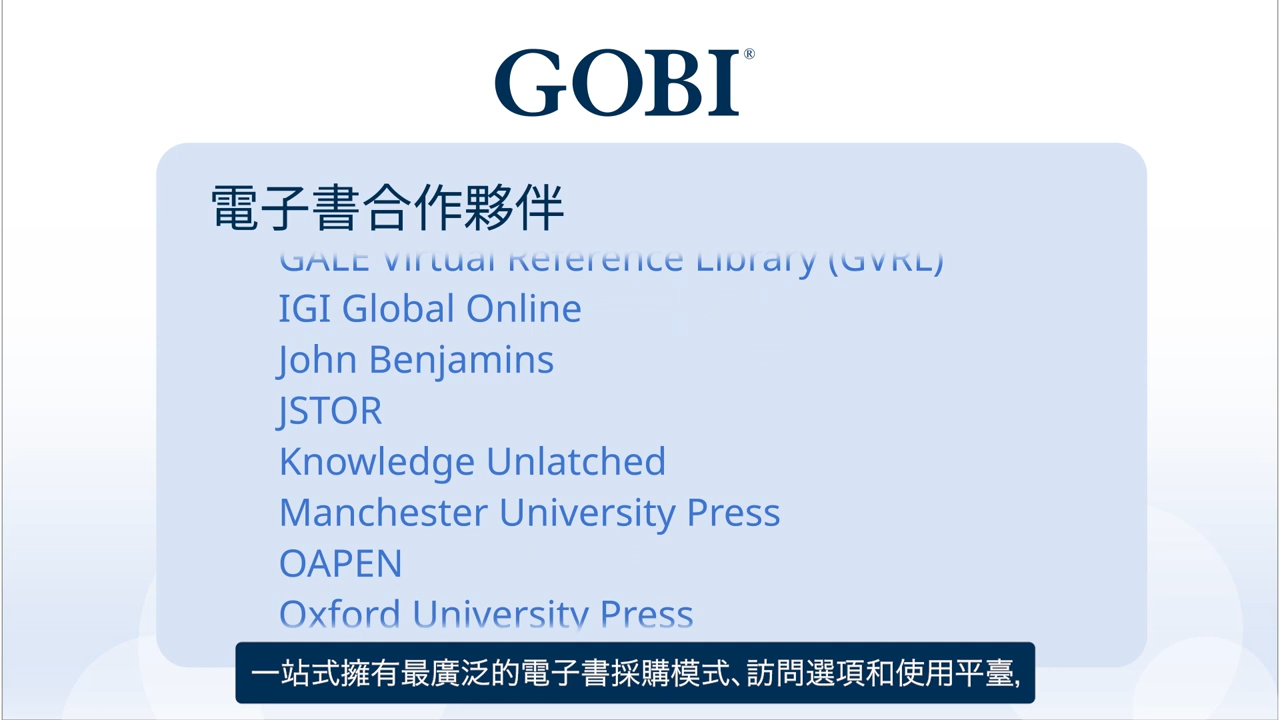 GOBI®
電子書合作夥伴
GALE Virtual Reference Library (GVRL)
IGI Global Online
John Benjamins
JSTOR
Knowledge Unlatched
Manchester University Press
OAPEN
Oxford University Press
一站式擁有最廣泛的電子書採購模式、訪問選項和使用平臺,